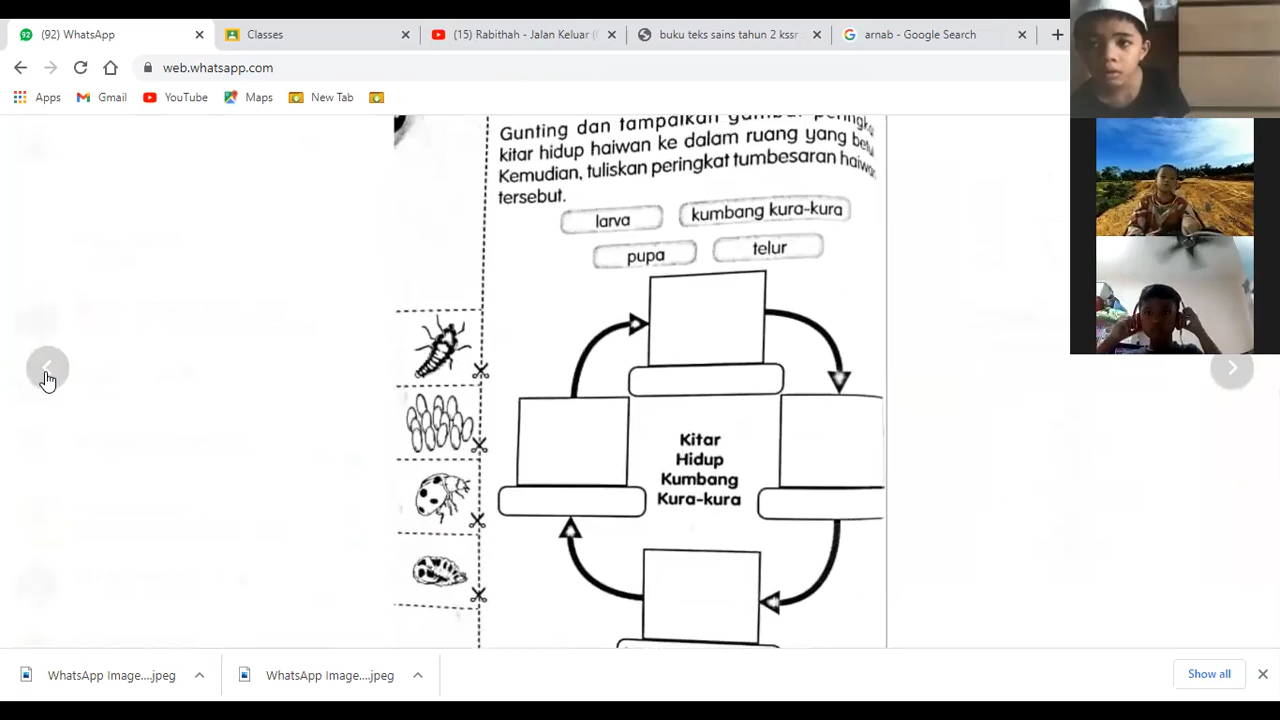 (92) WhatsApp
Classes
(15) Rabithah - Jalan Keluar (
buku teks sains tahun 2 kssr
arnab - Google Search
web.whatsapp.com
Apps
Gmail
YouTube
Maps
New Tab
Gunting dan tampalkan gambar peringka
kitar hidup haiwan ke dalam ruang yang betu
Kemudian, tuliskan peringkat tumbesaran haiwa
tersebut.
larva
kumbang kura-kura
pupa
telur
Kitar
Hidup
Kumbang
Kura-kura
WhatsApp Image....jpeg
WhatsApp Image....jpeg
Show all